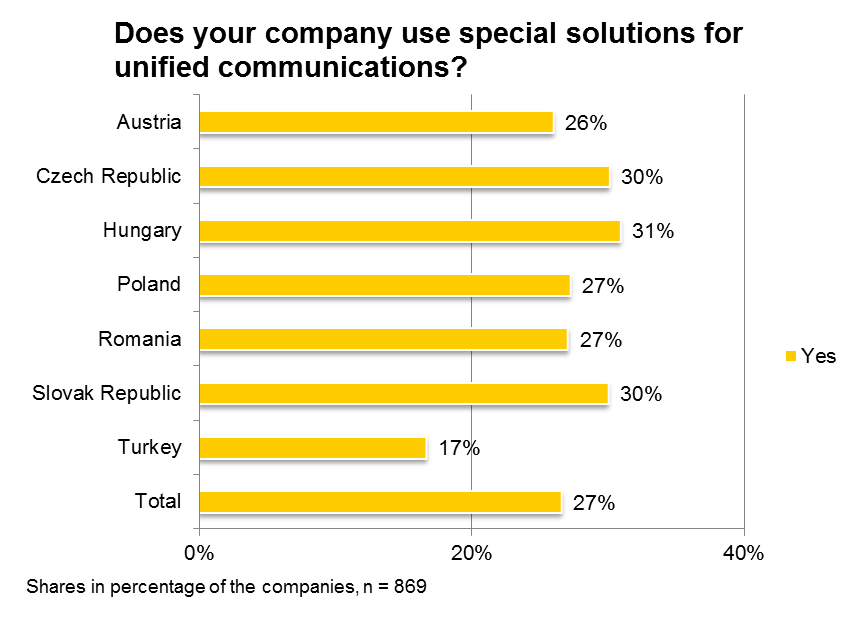 Does your company use special solutions for
unified communications?
Austria 26%
Czech Republic 30%
Hungary 31%
Poland 27%
Romania 27%
Slovak Republic 30%
Turkey 17%
Total 27%
Yes
0% 20% 40%
Shares in percentage of the companies, n = 869